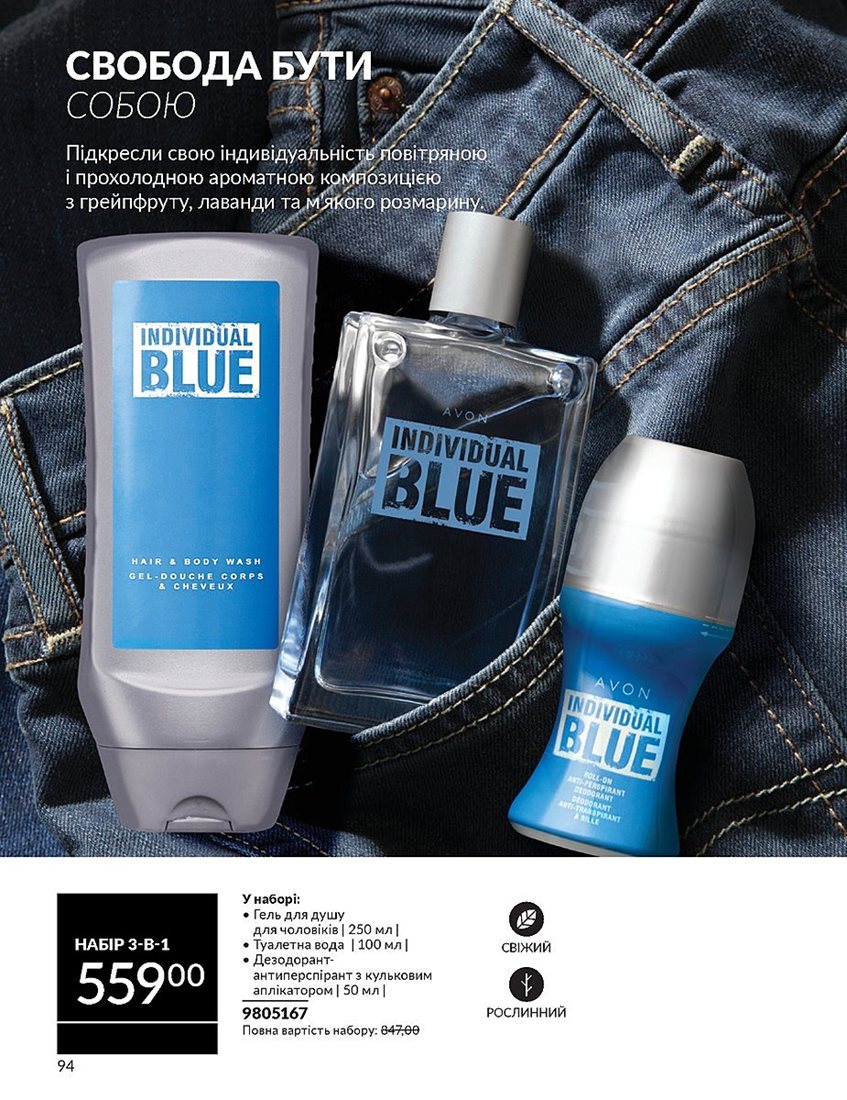 СВОБОДА БУТИ
СОБОЮ
Підкресли свою індивідуальність повітряною
і прохолодною ароматною композицією
з грейпфруту, лаванди та м'якого розмарину.
INDIVIDUAL
BLUE
HAIR & BODY WASH
GEL-DOUCHE CORPS
& CHEVEUX
AVON
INDIVIDUAL
BLUE
AVON
INDIVIDUAL
BLUE
ROLL-ON
ANTI-PERSPIRANT
DEODORANT
DÉODORANT
ANTI-TRANSPIRANT
À BILLE
НАБІР 3-В-1
55900
У наборі:
• Гель для душу
для чоловіків | 250 мл |
• Туалетна вода | 100 мл |
• Дезодорант-
антиперспірант з кульковим
аплікатором | 50 мл |
9805167
Повна вартість набору: 847,00
СВІЖИЙ
РОСЛИННИЙ
94